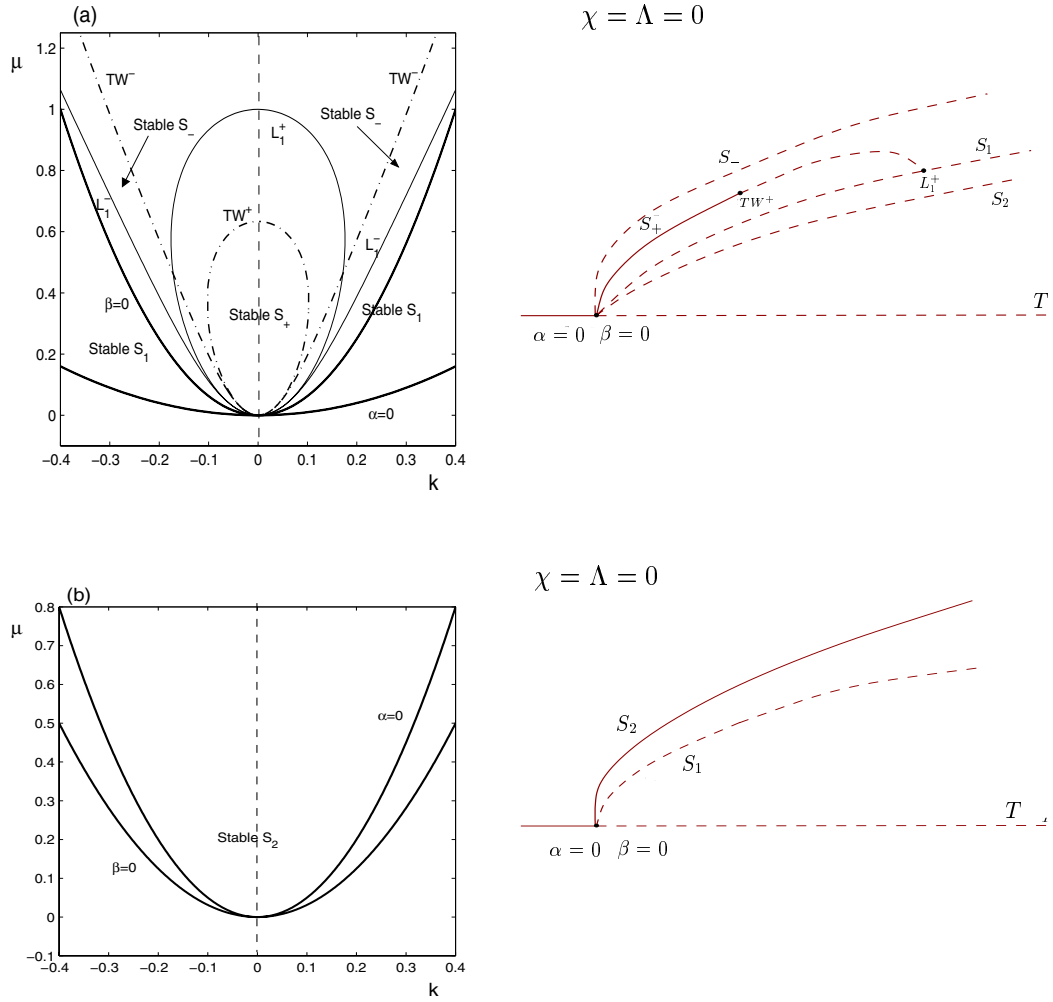 (a)
χ = Λ = 0
μ
1.2
1
0.8
0.6
0.4
0.2
0
TW⁻
TW⁻
Stable S₋
Stable S₋
L₁⁺
L₁⁻
L₁⁻
TW⁺
β=0
Stable S₊
Stable S₁
Stable S₁
α=0
−0.4 −0.3 −0.2 −0.1 0 0.1 0.2 0.3 0.4
k
S₋
S₁
L₁⁺
TW⁺
S₂
S₊
T
α = 0 β = 0
(b)
χ = Λ = 0
μ
0.8
0.7
0.6
0.5
0.4
0.3
0.2
0.1
0
−0.1
α=0
Stable S₂
β=0
−0.4 −0.3 −0.2 −0.1 0 0.1 0.2 0.3 0.4
k
S₂
S₁
T
α = 0 β = 0